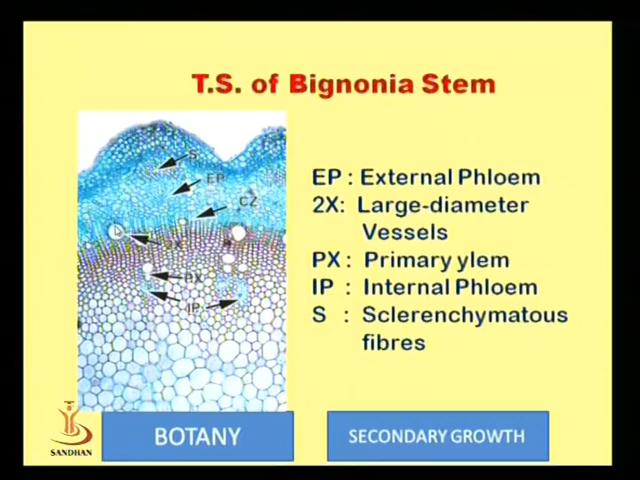 T.S. of Bignonia Stem
S
EP
CZ
2X
PX
IP
EP : External Phloem
2X: Large-diameter
Vessels
PX : Primary ylem
IP : Internal Phloem
S : Sclerenchymatous
fibres
SANDHAN
BOTANY
SECONDARY GROWTH